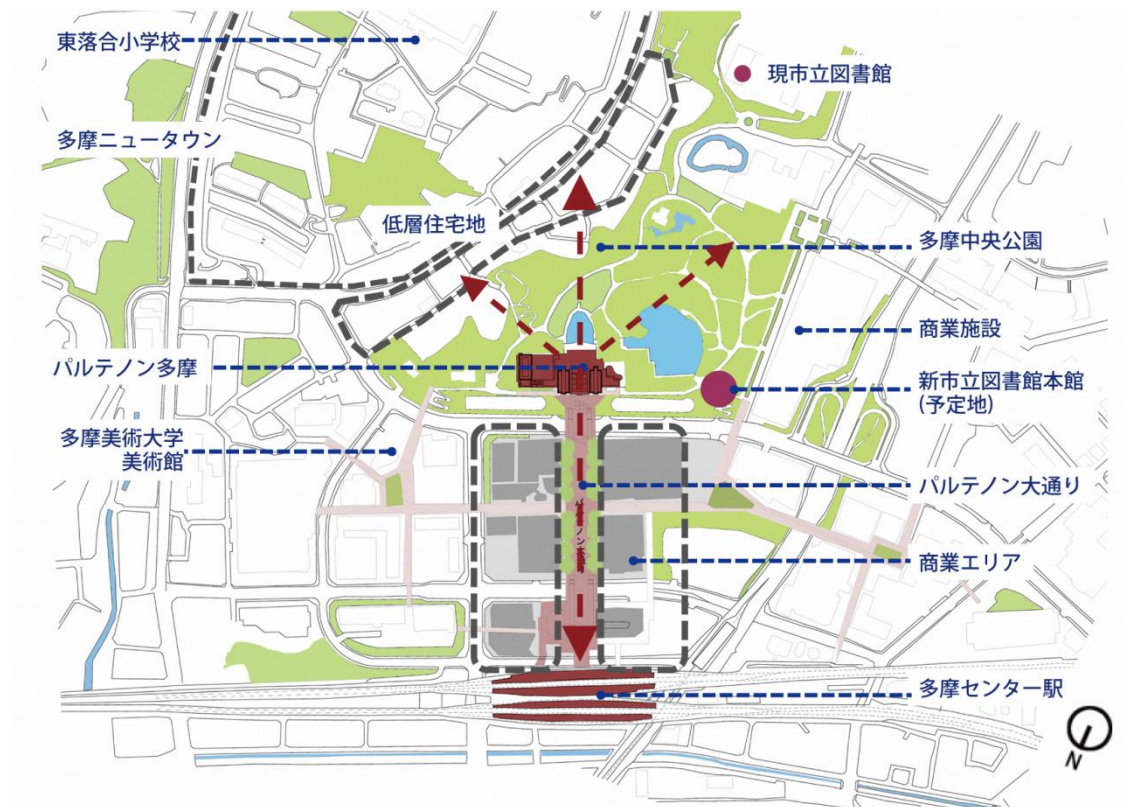 東落合小学校
現市立図書館
多摩ニュータウン
低層住宅地
多摩中央公園
商業施設
パルテノン多摩
新市立図書館本館
(予定地)
多摩美術大学
美術館
パルテノン大通り
商業エリア
多摩センター駅
N